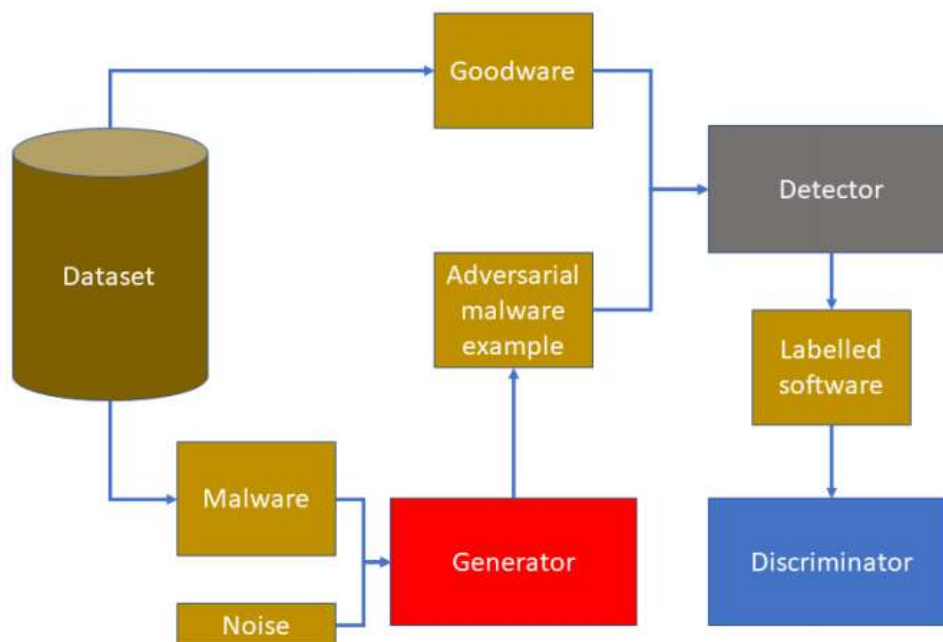 Goodware
Detector
Dataset
Adversarial
malware
example
Labelled
software
Malware
Generator
Discriminator
Noise